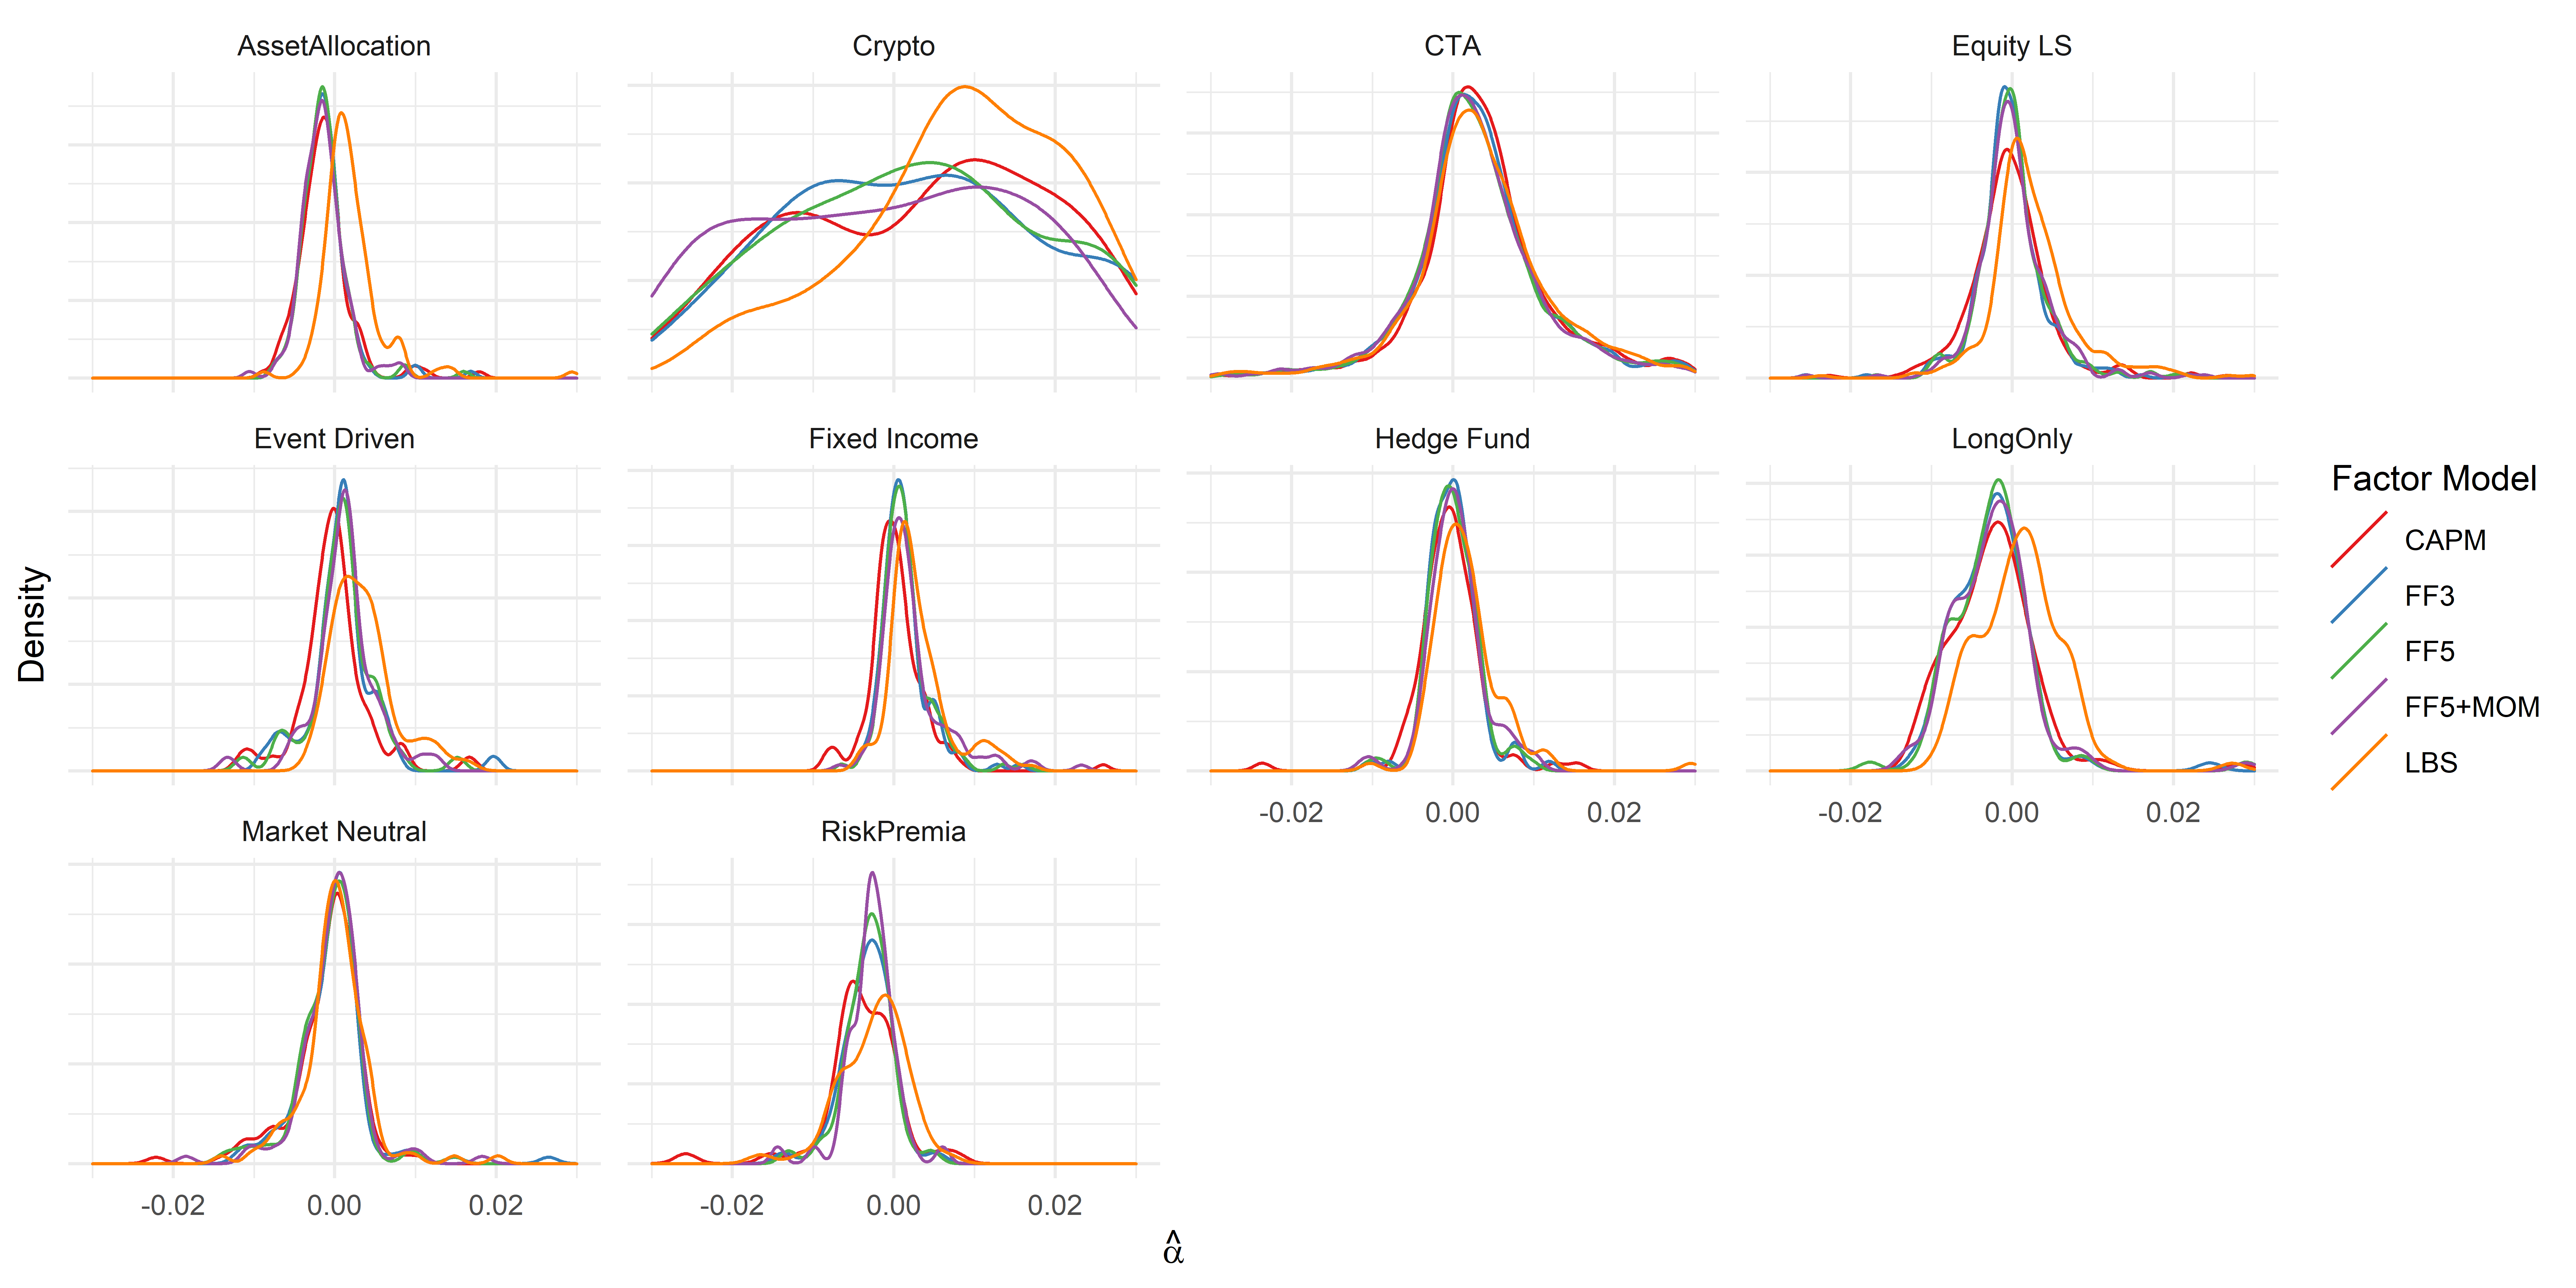 AssetAllocation
Crypto
CTA
Equity LS
Event Driven
Fixed Income
Hedge Fund
LongOnly
-0.02 0.00 0.02
-0.02 0.00 0.02
Market Neutral
RiskPremia
-0.02 0.00 0.02
-0.02 0.00 0.02
Density
α̂
Factor Model
CAPM
FF3
FF5
FF5+MOM
LBS